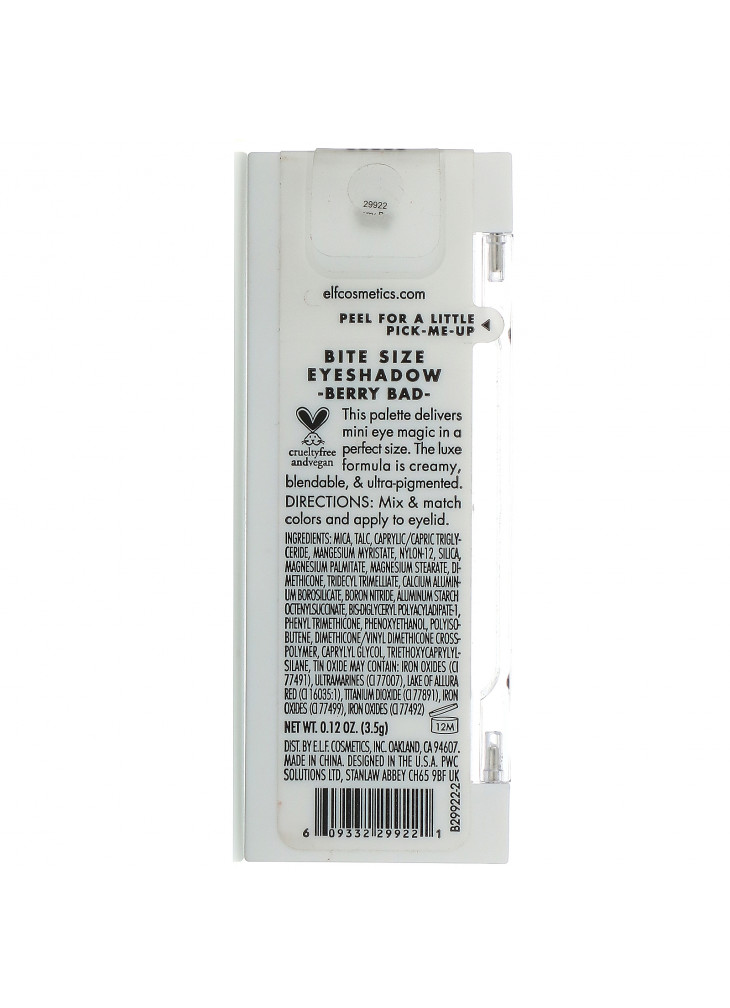 29922
elfcosmetics.com
PEEL FOR A LITTLE
PICK-ME-UP
BITE SIZE
EYESHADOW
-BERRY BAD-
This palette delivers
mini eye magic in a
perfect size. The luxe
formula is creamy,
blendable, & ultra-pigmented.
crueltyfree
andvegan
DIRECTIONS: Mix & match
colors and apply to eyelid.
INGREDIENTS: MICA, TALC, CAPRYLIC/CAPRIC TRIGLY-
CERIDE, MANGESIUM MYRISTATE, NYLON-12, SILICA,
MAGNESIUM PALMITATE, MAGNESIUM STEARATE, DI-
METHICONE, TRIDECYL TRIMELLIATE, CALCIUM ALUMIN-
UM BOROSILICATE, BORON NITRIDE, ALUMINUM STARCH
OCTENYLSUCCINATE, BIS-DIGLYCERYL POLYACYLADIPATE-1,
PHENYL TRIMETHICONE, PHENOXYETHANOL, POLYISO-
BUTENE, DIMETHICONE/VINYL DIMETHICONE CROSS-
POLYMER, CAPRYLYL GLYCOL, TRIETHOXYCAPRYLYL-
SILANE, TIN OXIDE MAY CONTAIN: IRON OXIDES (CI
77491), ULTRAMARINES (CI 77007), LAKE OF ALLURA
RED (CI 16035:1), TITANIUM DIOXIDE (CI 77891), IRON
OXIDES (CI 77499), IRON OXIDES (CI 77492)
12M
NET WT. 0.12 OZ. (3.5g)
DIST. BY E.L.F. COSMETICS, INC. OAKLAND, CA 94607.
MADE IN CHINA. DESIGNED IN THE U.S.A. PWC
SOLUTIONS LTD, STANLAW ABBEY CH65 9BF UK
B29922-2
6 09332 29922 1